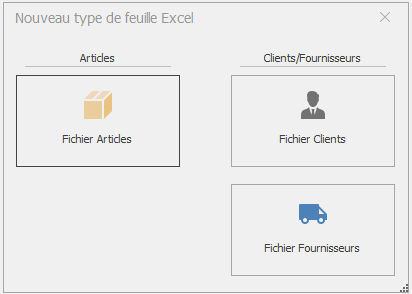 Nouveau type de feuille Excel
Articles
Clients/Fournisseurs
Fichier Articles
Fichier Clients
Fichier Fournisseurs